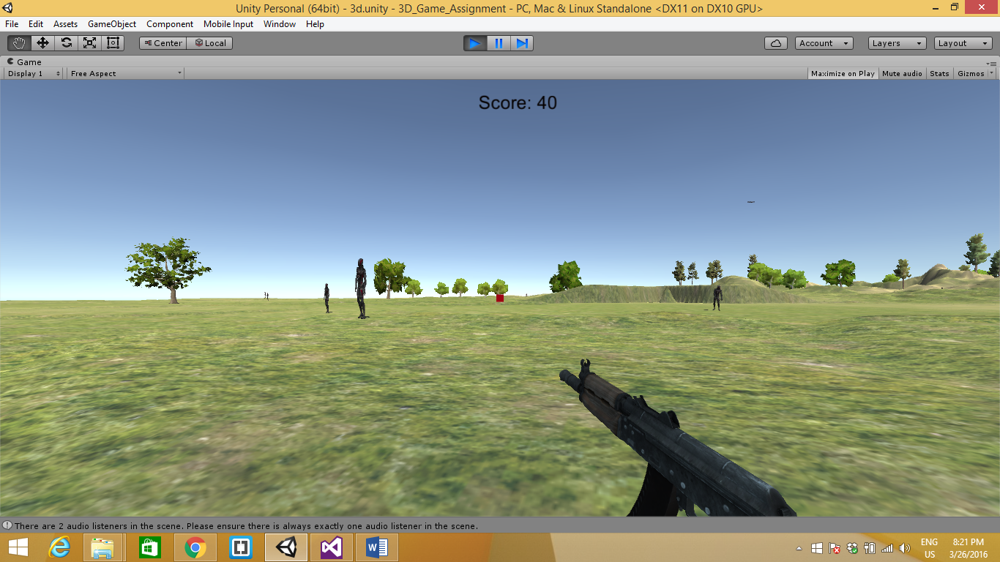 Unity Personal (64bit) - 3d.unity - 3D_Game_Assignment - PC, Mac & Linux Standalone <DX11 on DX10 GPU>
File Edit Assets GameObject Component Mobile Input Window Help
Center Local Account Layers Layout
Game
Display 1 Free Aspect Maximize on Play Mute audio Stats Gizmos
Score: 40
There are 2 audio listeners in the scene. Please ensure there is always exactly one audio listener in the scene.
ENG 8:21 PM
US 3/26/2016